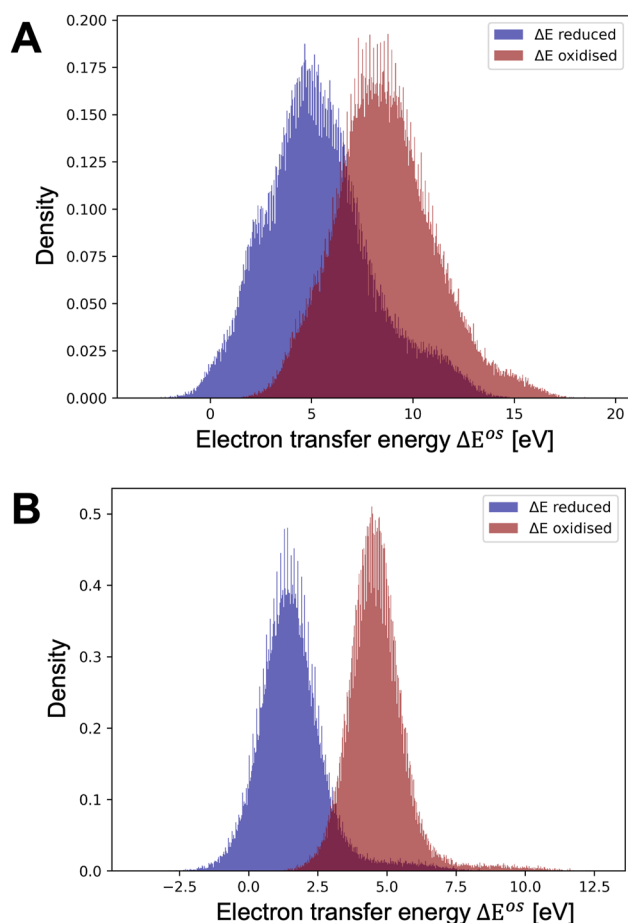 A
0.200
0.175
0.150
0.125
0.100
0.075
0.050
0.025
0.000
Density
ΔE reduced
ΔE oxidised
0 5 10 15 20
Electron transfer energy ΔE^os [eV]
B
0.5
0.4
0.3
0.2
0.1
0.0
Density
ΔE reduced
ΔE oxidised
−2.5 0.0 2.5 5.0 7.5 10.0 12.5
Electron transfer energy ΔE^os [eV]